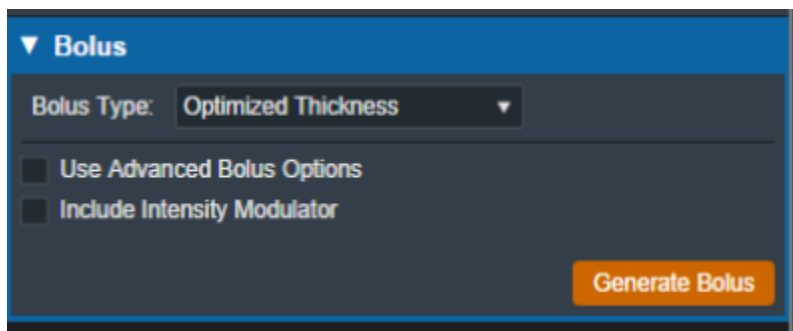 Bolus
Bolus Type: Optimized Thickness
Use Advanced Bolus Options
Include Intensity Modulator
Generate Bolus